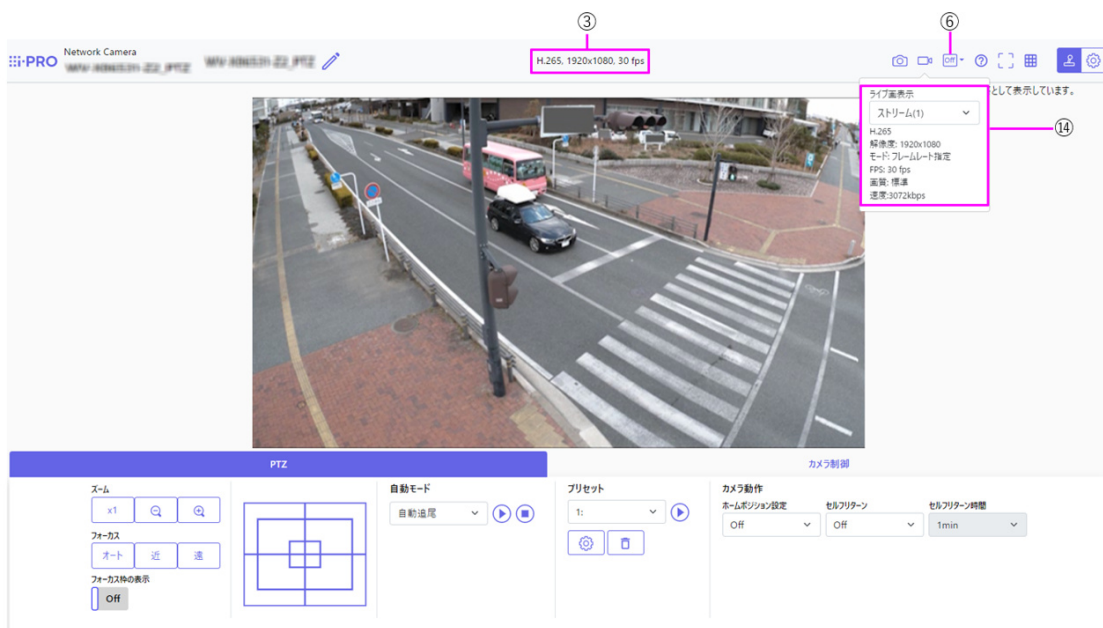 ③
⑥
i-PRO
Network Camera
H.265, 1920x1080, 30 fps
Off
として表示しています。
ライブ画表示
ストリーム(1)
H.265
解像度: 1920x1080
モード: フレームレート指定
FPS: 30 fps
画質: 標準
速度:3072kbps
⑭
PTZ
カメラ制御
ズーム
x1
フォーカス
オート
近
遠
フォーカス枠の表示
Off
自動モード
自動追尾
プリセット
1:
カメラ動作
ホームポジション設定
セルフリターン
セルフリターン時間
Off
Off
1min